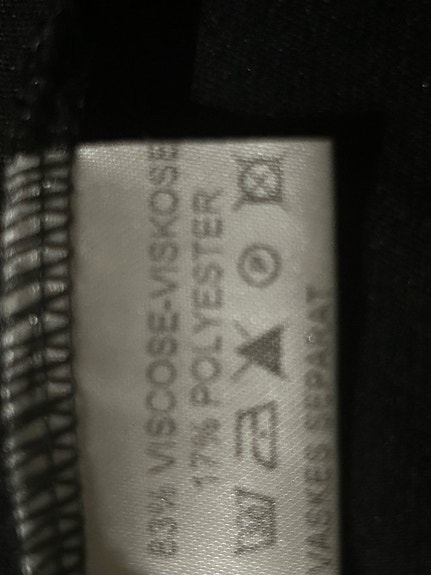 83% VISCOSE-VISKOSE
17% POLYESTER
P
VASKES SEPARAT